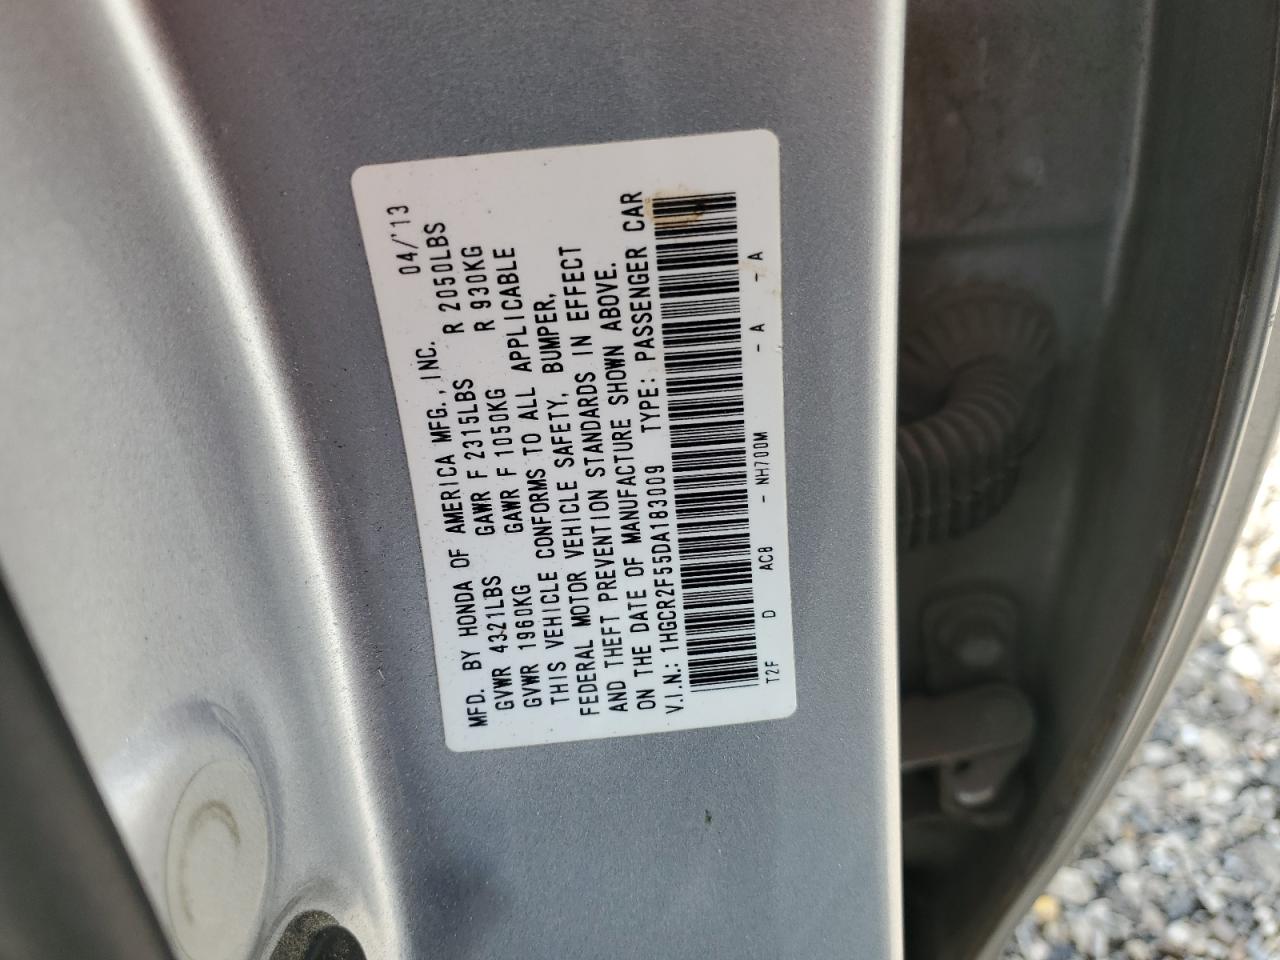 MFD. BY HONDA OF AMERICA MFG., INC. 04/'13
GVWR 4321LBS GAWR F 2315LBS R 2050LBS
GVWR 1960KG GAWR F 1050KG R 930KG
THIS VEHICLE CONFORMS TO ALL APPLICABLE
FEDERAL MOTOR VEHICLE SAFETY, BUMPER,
AND THEFT PREVENTION STANDARDS IN EFFECT
ON THE DATE OF MANUFACTURE SHOWN ABOVE.
V.I.N.: 1HGCR2F55DA183009 TYPE: PASSENGER CAR
T2F D AC8 - NH700M - A - A